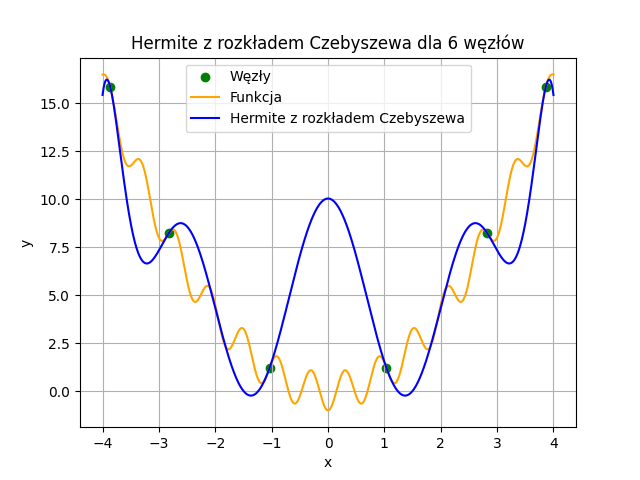 Hermite z rozkładem Czebyszewa dla 6 węzłów
Węzły
Funkcja
Hermite z rozkładem Czebyszewa
15.0
12.5
10.0
7.5
5.0
2.5
0.0
y
−4 −3 −2 −1 0 1 2 3 4
x